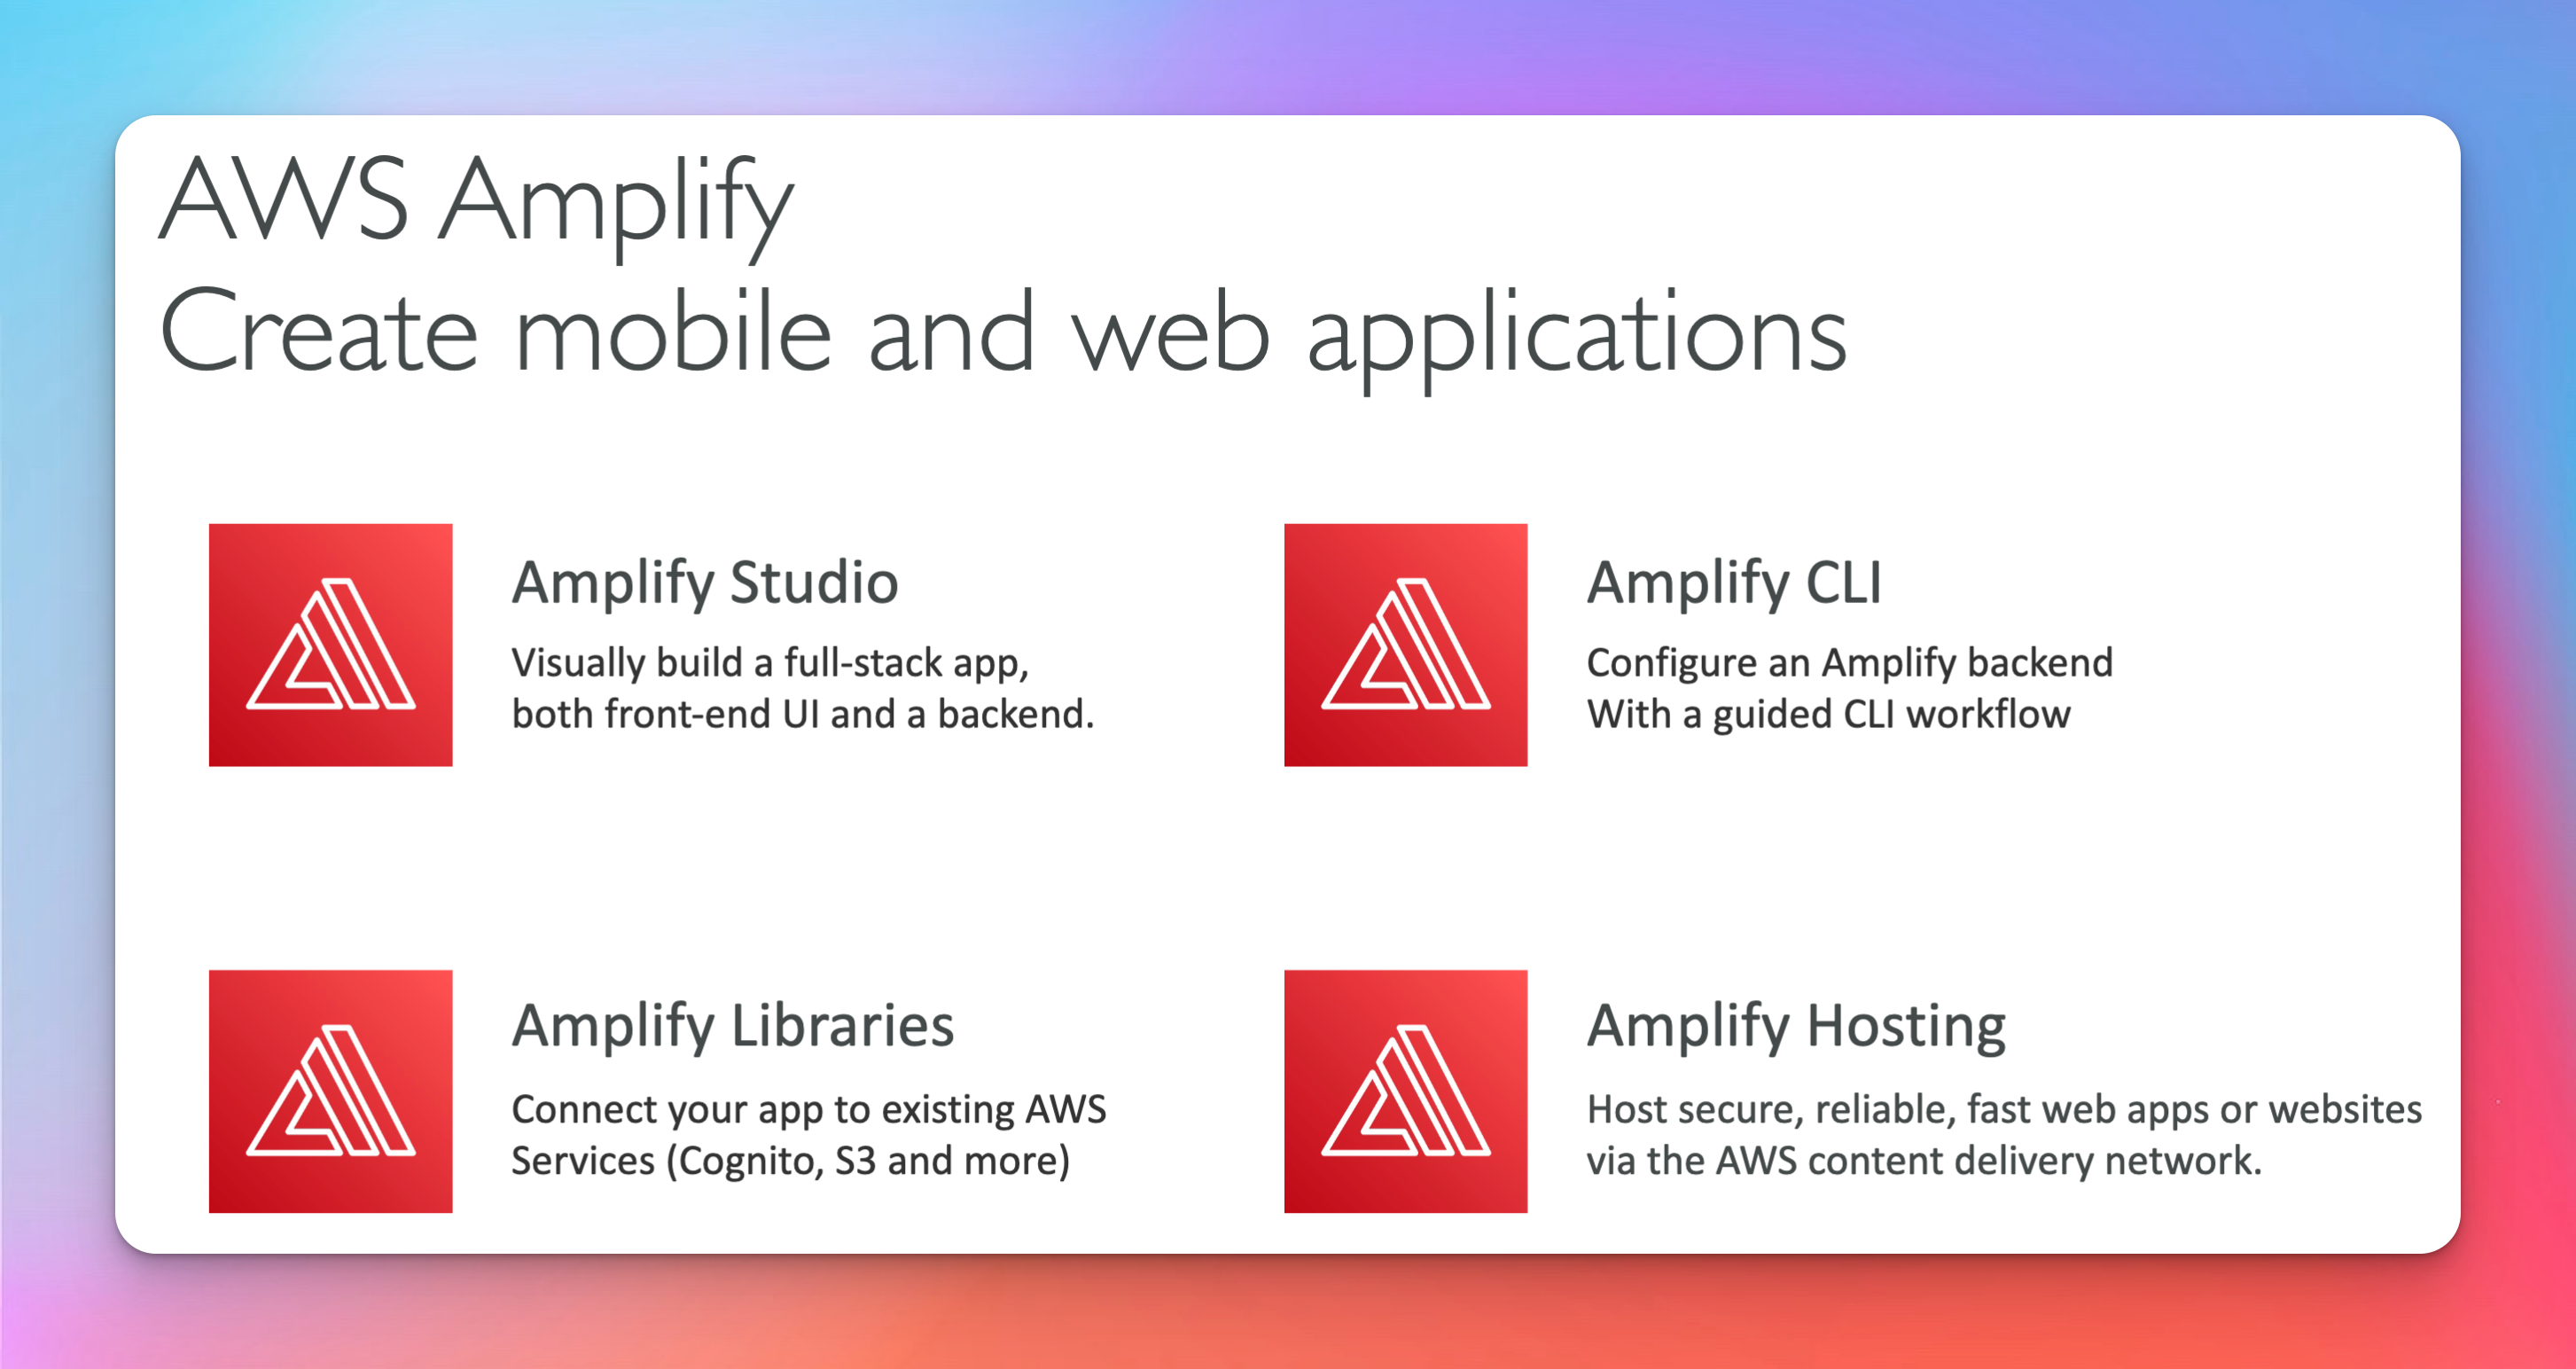 AWS Amplify
Create mobile and web applications
Amplify Studio
Visually build a full-stack app,
both front-end UI and a backend.
Amplify CLI
Configure an Amplify backend
With a guided CLI workflow
Amplify Libraries
Connect your app to existing AWS
Services (Cognito, S3 and more)
Amplify Hosting
Host secure, reliable, fast web apps or websites
via the AWS content delivery network.